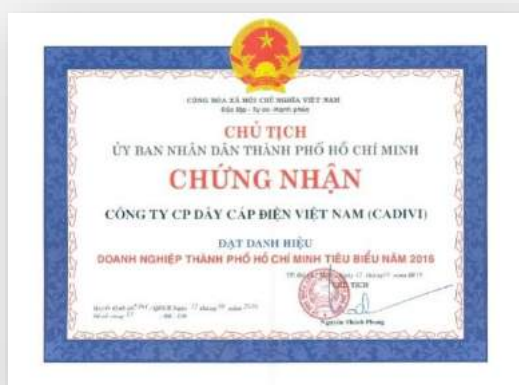 CỘNG HÒA XÃ HỘI CHỦ NGHĨA VIỆT NAM
Độc lập - Tự do - Hạnh phúc
CHỦ TỊCH
ỦY BAN NHÂN DÂN THÀNH PHỐ HỒ CHÍ MINH
CHỨNG NHẬN
CÔNG TY CP DÂY CÁP ĐIỆN VIỆT NAM (CADIVI)
ĐẠT DANH HIỆU
DOANH NGHIỆP THÀNH PHỐ HỒ CHÍ MINH TIÊU BIỂU NĂM 2016
CHỦ TỊCH
Nguyễn Thành Phong